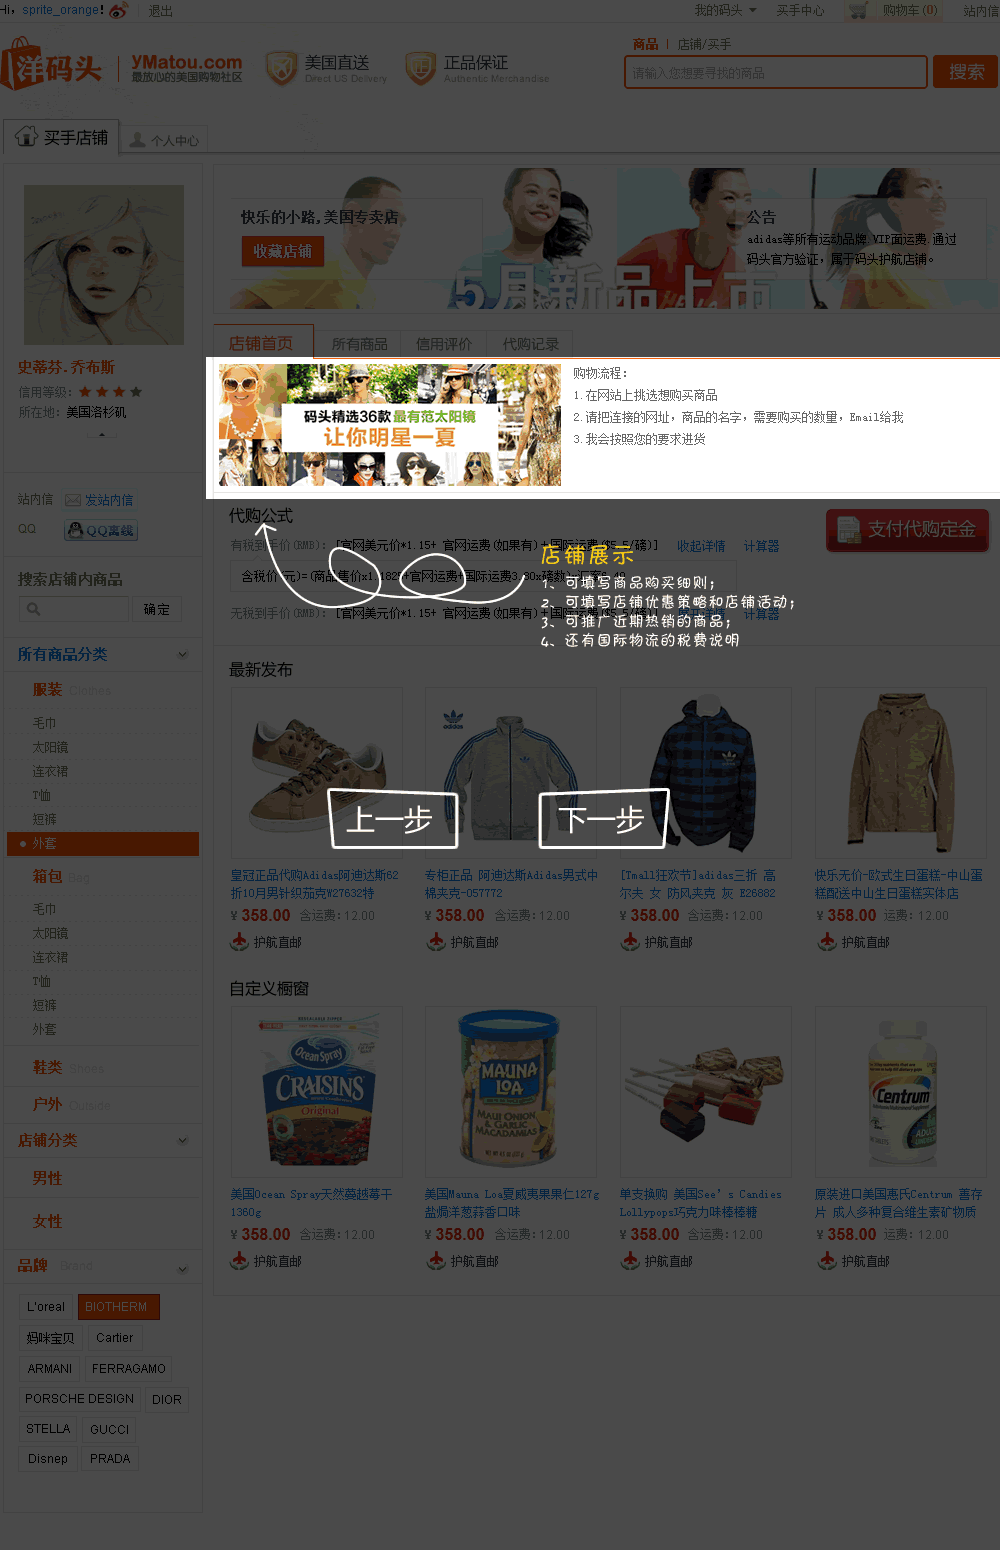 Hi, sprite_orange! 退出 我的码头 买手中心 购物车(0) 站内信
洋码头 YMatou.com 最放心的美国购物社区
美国直送 Direct US Delivery
正品保证 Authentic Merchandise
商品 | 店铺/买手
请输入您想要寻找的商品 搜索
买手店铺 个人中心
快乐的小路,美国专卖店
收藏店铺
5月新品上市
公告
adidas等所有运动品牌 VIP面运费.通过
码头官方验证，属于码头护航店铺。
史蒂芬.乔布斯
信用等级：
所在地：美国洛杉矶
站内信 发站内信
QQ QQ离线
搜索店铺内商品
确定
所有商品分类
服装 Clothes
毛巾
太阳镜
连衣裙
T恤
短裤
外套
箱包 Bag
毛巾
太阳镜
连衣裙
T恤
短裤
外套
鞋类 Shoes
户外 Outside
店铺分类
男性
女性
品牌 Brand
L'oreal BIOTHERM
妈咪宝贝 Cartier
ARMANI FERRAGAMO
PORSCHE DESIGN DIOR
STELLA GUCCI
Disnep PRADA
店铺首页 所有商品 信用评价 代购记录
码头精选36款最有范太阳镜
让你明星一夏
购物流程：
1.在网站上挑选想购买商品
2.请把连接的网址，商品的名字，需要购买的数量，Email给我
3.我会按照您的要求进货
代购公式
支付代购定金
有税到手价(RMB)： [官网美元价*1.15+ 官网运费(如果有)+国际运费($5.5/磅)] 收起详情 计算器
无税到手价(RMB)： [官网美元价*1.15+ 官网运费(如果有)+国际运费($5.5/磅)] 计算器
店铺展示
1、可填写商品购买细则；
2、可填写店铺优惠策略和店铺活动；
3、可推广近期热销的商品；
4、还有国际物流的税费说明
最新发布
adidas
上一步 下一步
皇冠正品代购Adidas阿迪达斯62
折10月男针织茄克W27632特
¥ 358.00 含运费:12.00
护航直邮
专柜正品 阿迪达斯Adidas男式中
棉夹克-057772
¥ 358.00 含运费:12.00
护航直邮
[Tmall狂欢节]adidas三折 高
尔夫 女 防风夹克 灰 E26882
¥ 358.00 含运费:12.00
护航直邮
快乐无价-欧式生日蛋糕-中山蛋
糕配送中山生日蛋糕实体店
¥ 358.00 含运费:12.00
护航直邮
自定义橱窗
Ocean Spray
CRAISINS
Original
MAUNA LOA
MAUI ONION & GARLIC MACADAMIAS
Centrum
美国Ocean Spray天然蔓越莓干
1360g
¥ 358.00 含运费:12.00
护航直邮
美国Mauna Loa夏威夷果果仁127g
盐焗洋葱蒜香口味
¥ 358.00 含运费:12.00
护航直邮
单支换购 美国See’s Candies
Lollypops巧克力味棒棒糖
¥ 358.00 含运费:12.00
护航直邮
原装进口美国惠氏Centrum 善存
片 成人多种复合维生素矿物质
¥ 358.00 含运费:12.00
护航直邮